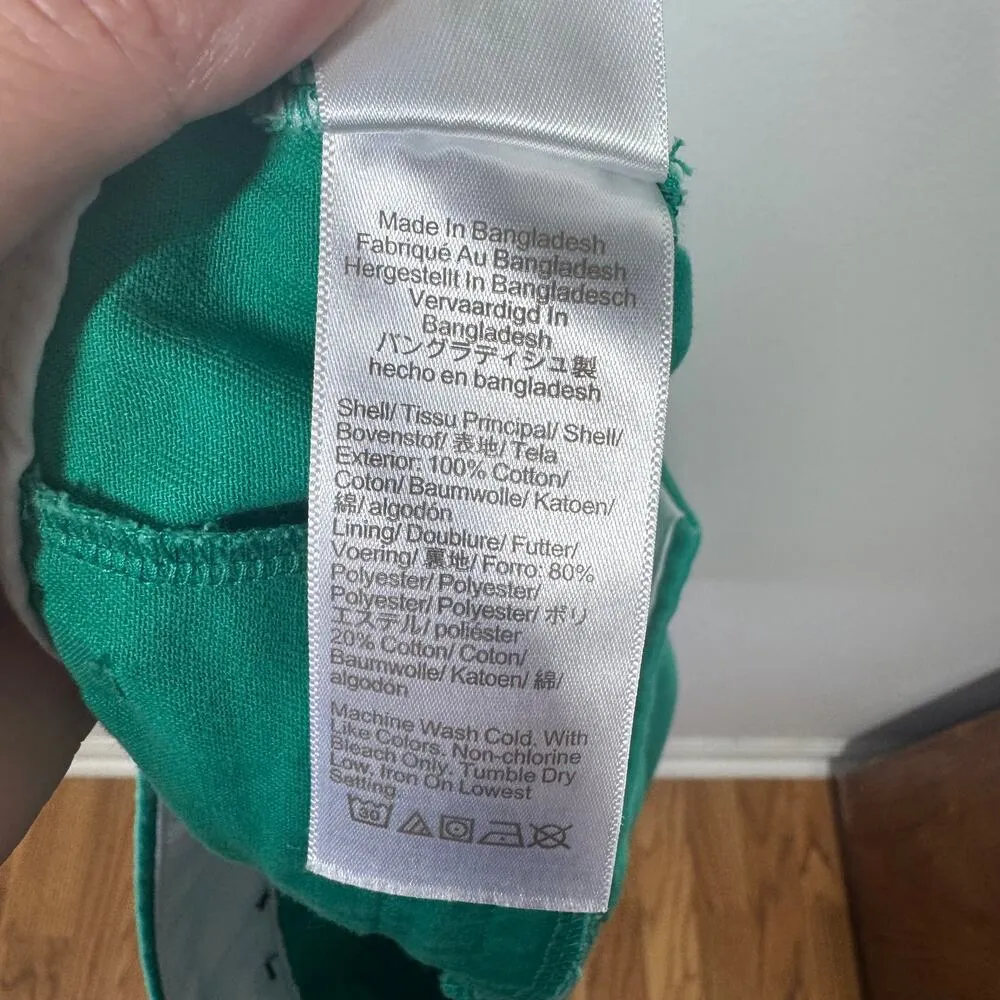 Made In Bangladesh
Fabriqué Au Bangladesh
Hergestellt In Bangladesch
Vervaardigd In
Bangladesh
バングラディシュ製
hecho en bangladesh
Shell/ Tissu Principal/ Shell/
Bovenstof/ 表地/ Tela
Exterior: 100% Cotton/
Coton/ Baumwolle/ Katoen/
綿/ algodón
Lining/ Doublure/ Futter/
Voering/ 裏地/ Forro: 80%
Polyester/ Polyester/
Polyester/ Polyester/ ポリ
エステル/ poliéster
20% Cotton/ Coton/
Baumwolle/ Katoen/ 綿/
algodón
Machine Wash Cold, With
Like Colors, Non-chlorine
Bleach Only, Tumble Dry
Low, Iron On Lowest
Setting
30